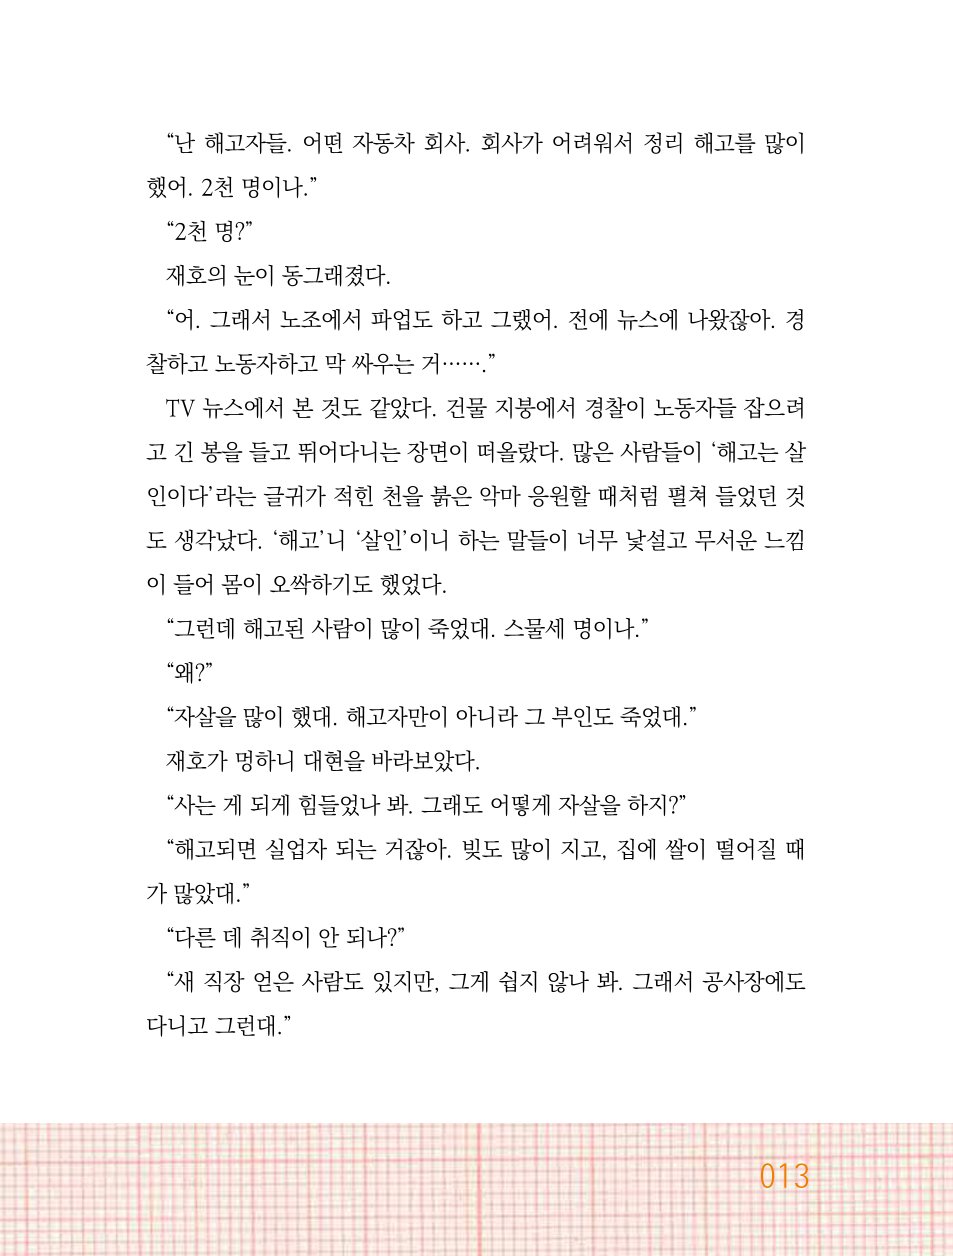 “난 해고자들. 어떤 자동차 회사. 회사가 어려워서 정리 해고를 많이
했어. 2천 명이나.”
“2천 명?”
재호의 눈이 동그래졌다.
“어. 그래서 노조에서 파업도 하고 그랬어. 전에 뉴스에 나왔잖아. 경
찰하고 노동자하고 막 싸우는 거…….”
TV 뉴스에서 본 것도 같았다. 건물 지붕에서 경찰이 노동자들 잡으려
고 긴 봉을 들고 뛰어다니는 장면이 떠올랐다. 많은 사람들이 ‘해고는 살
인이다’라는 글귀가 적힌 천을 붉은 악마 응원할 때처럼 펼쳐 들었던 것
도 생각났다. ‘해고’니 ‘살인’이니 하는 말들이 너무 낯설고 무서운 느낌
이 들어 몸이 오싹하기도 했었다.
“그런데 해고된 사람이 많이 죽었대. 스물세 명이나.”
“왜?”
“자살을 많이 했대. 해고자만이 아니라 그 부인도 죽었대.”
재호가 멍하니 대현을 바라보았다.
“사는 게 되게 힘들었나 봐. 그래도 어떻게 자살을 하지?”
“해고되면 실업자 되는 거잖아. 빚도 많이 지고, 집에 쌀이 떨어질 때
가 많았대.”
“다른 데 취직이 안 되나?”
“새 직장 얻은 사람도 있지만, 그게 쉽지 않나 봐. 그래서 공사장에도
다니고 그런대.”
013